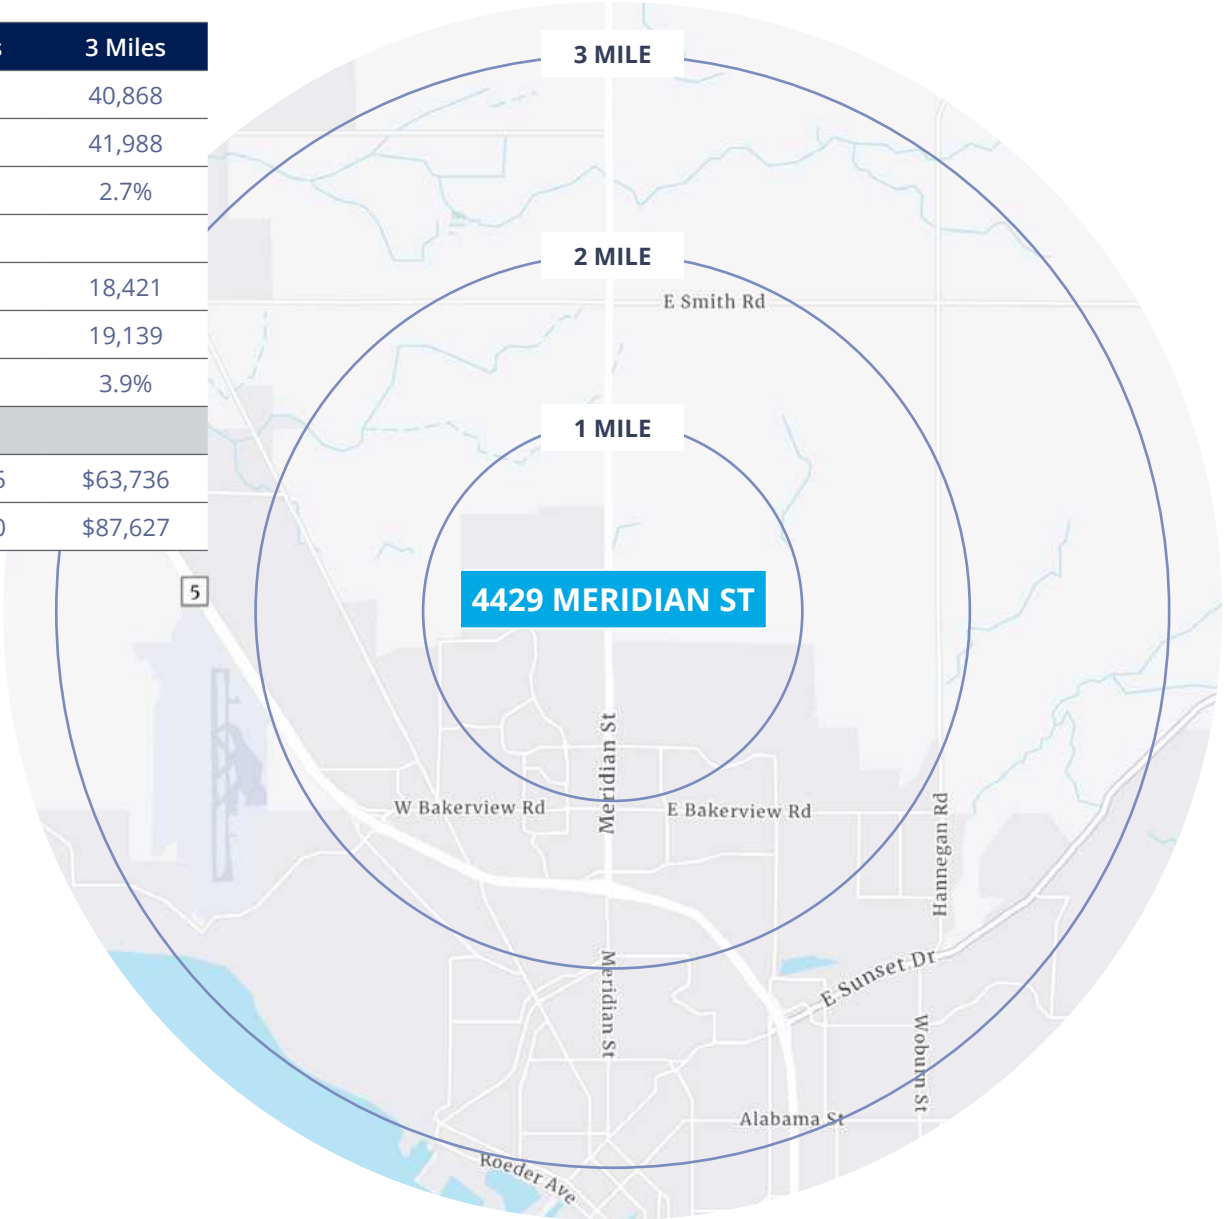 3 Miles
40,868
41,988
2.7%
18,421
19,139
3.9%
$63,736
$87,627
3 MILE
2 MILE
E Smith Rd
1 MILE
5
4429 MERIDIAN ST
Meridian St
W Bakerview Rd
E Bakerview Rd
Hannegan Rd
Meridian St
E Sunset Dr
Woburn St
Alabama St
Roeder Ave